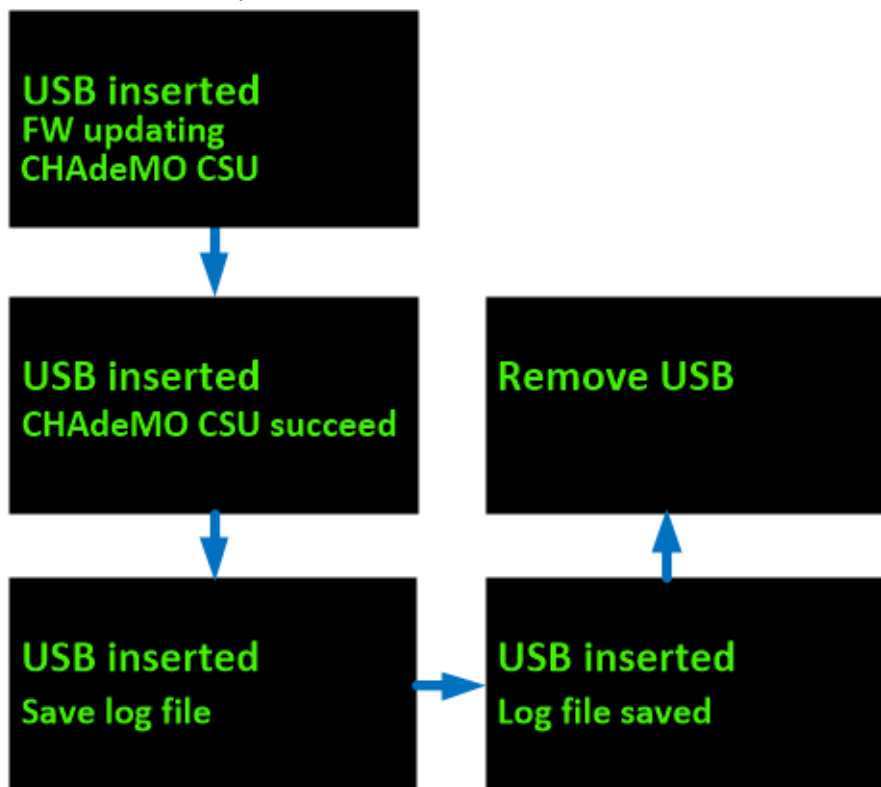 USB inserted
FW updating
CHAdeMO CSU
USB inserted
CHAdeMO CSU succeed
USB inserted
Save log file
USB inserted
Log file saved
Remove USB